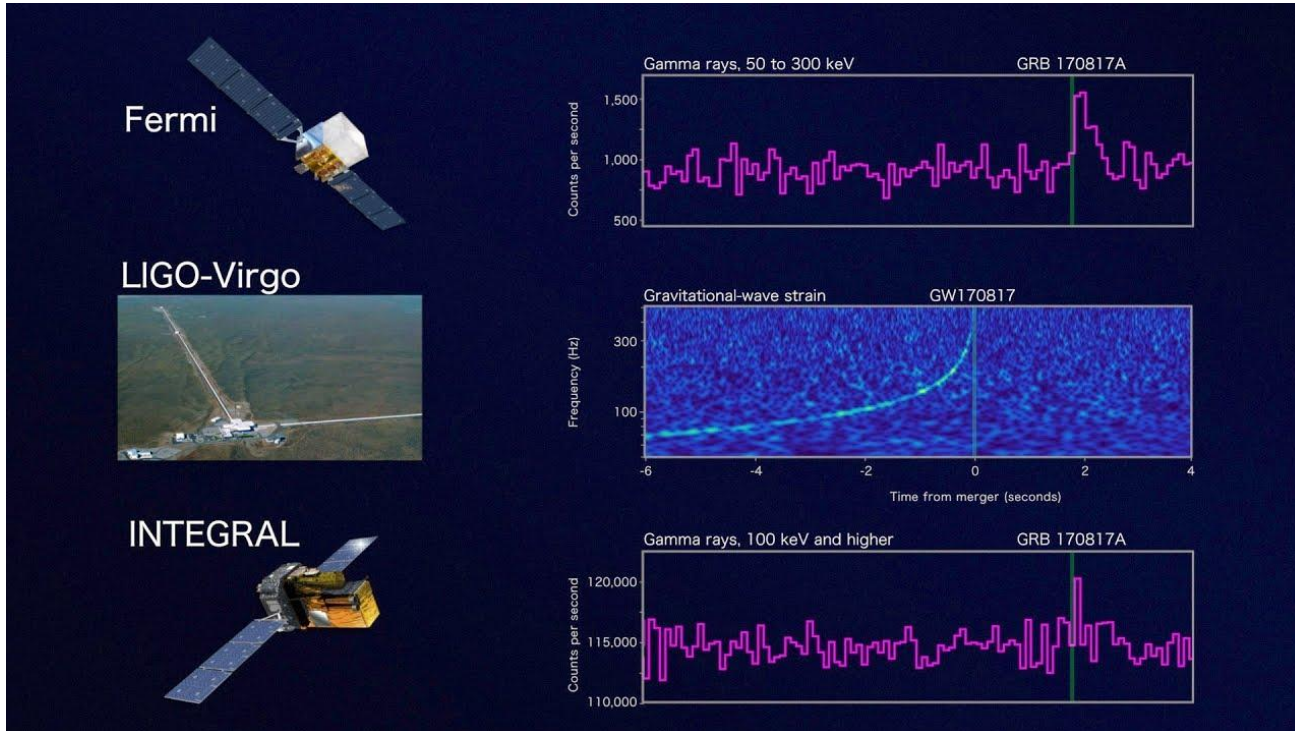 Fermi
Gamma rays, 50 to 300 keV
GRB 170817A
Counts per second
1,500
1,000
500
LIGO-Virgo
Gravitational-wave strain
GW170817
Frequency (Hz)
300
100
-6 -4 -2 0 2 4
Time from merger (seconds)
INTEGRAL
Gamma rays, 100 keV and higher
GRB 170817A
Counts per second
120,000
115,000
110,000